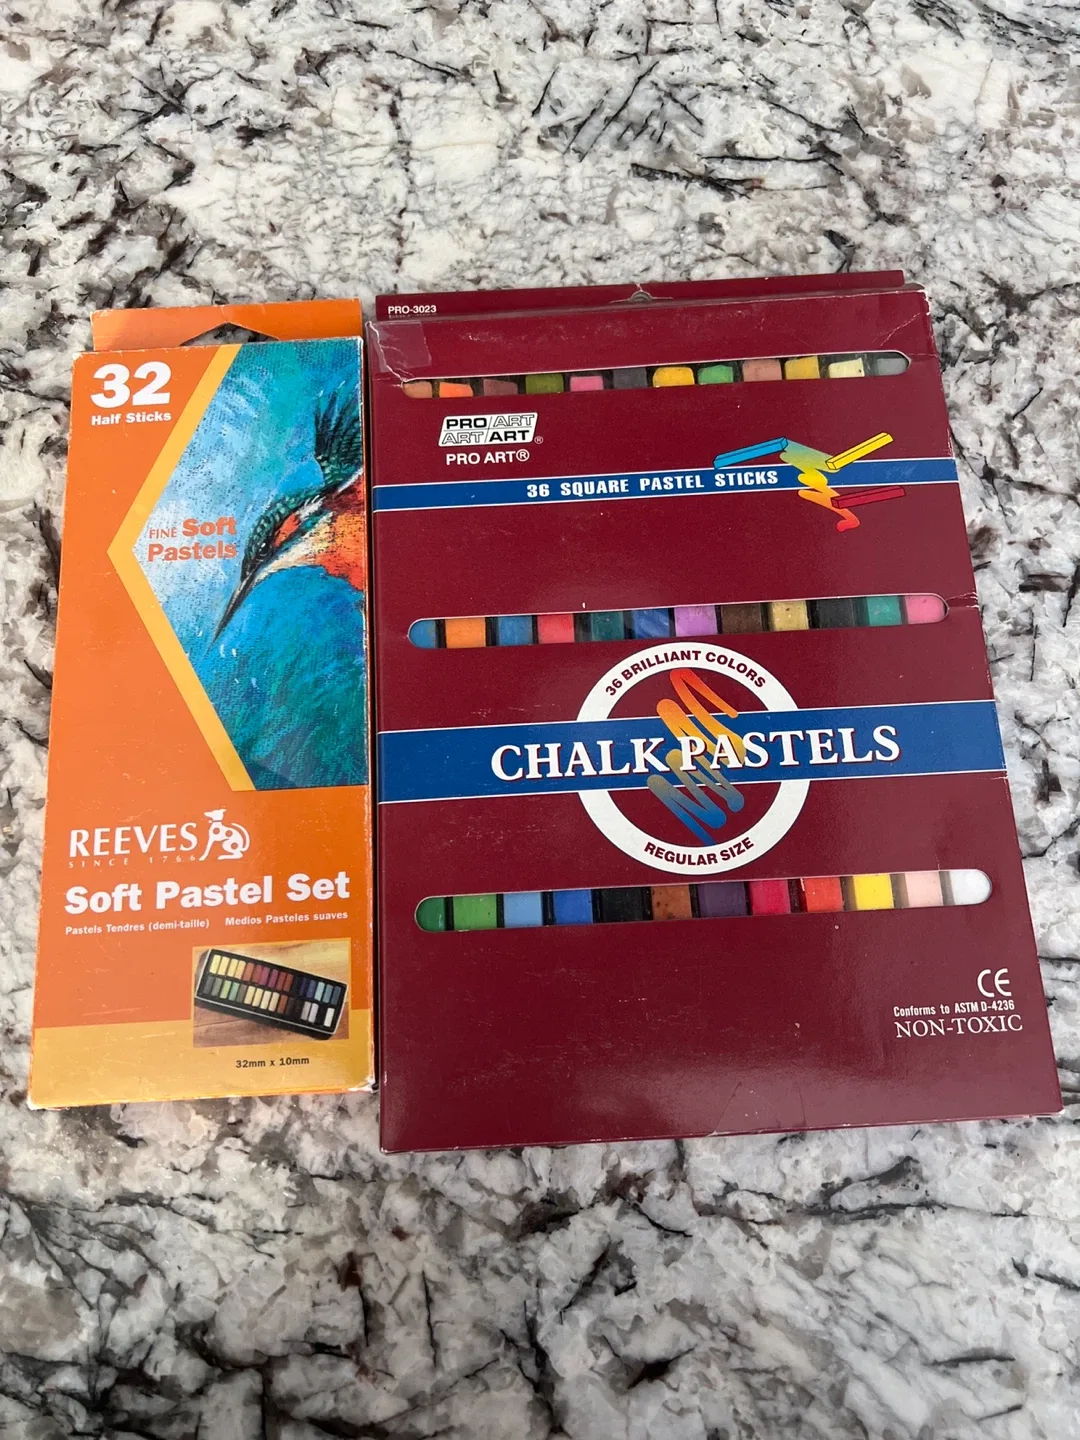 32
Half Sticks
FINE Soft
Pastels
REEVES
SINCE 1766
Soft Pastel Set
Pastels Tendres (demi-taille) Medios Pasteles suaves
32mm x 10mm
PRO-3023
PRO/ART
ART/ART®
PRO ART®
36 SQUARE PASTEL STICKS
36 BRILLIANT COLORS
CHALK PASTELS
REGULAR SIZE
CE
Conforms to ASTM D-4236
NON-TOXIC